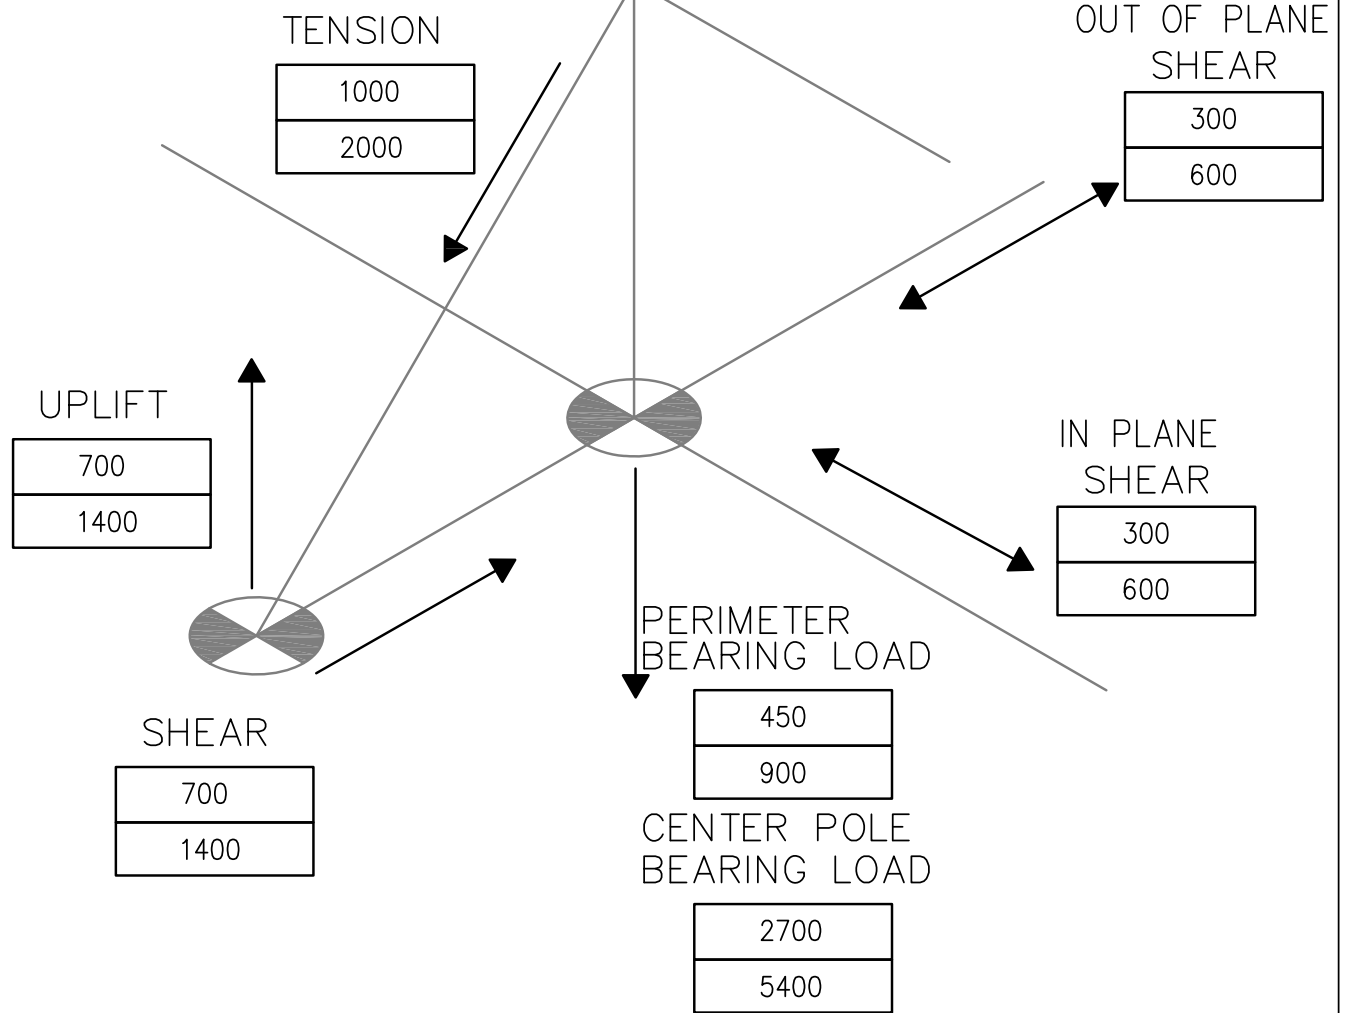 TENSION
1000
2000
OUT OF PLANE
SHEAR
300
600
UPLIFT
700
1400
IN PLANE
SHEAR
300
600
PERIMETER
BEARING LOAD
450
900
SHEAR
700
1400
CENTER POLE
BEARING LOAD
2700
5400